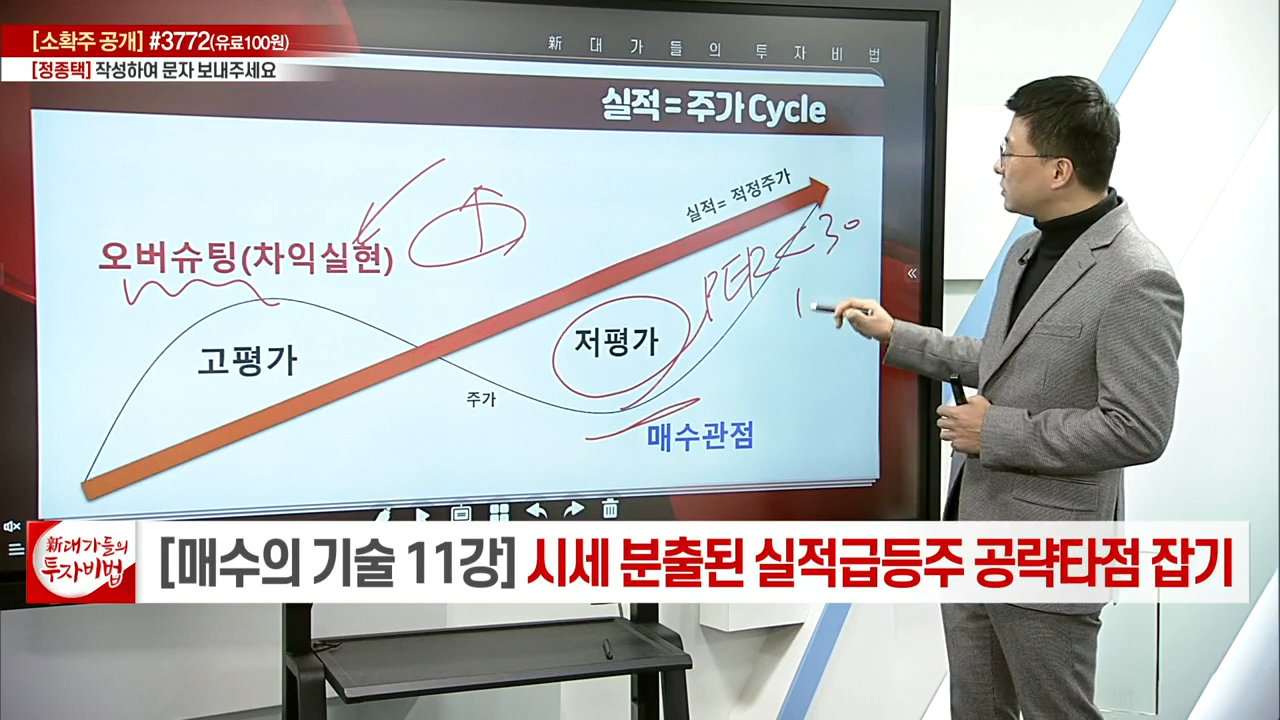 [소확주 공개] #3772(유료100원)
[정종택] 작성하여 문자 보내주세요
新 대가들의 투자비법
실적 = 주가 Cycle
실적= 적정주가
오버슈팅(차익실현)
PER<30
고평가
저평가
주가
매수관점
新대가들의
투자비법
[매수의 기술 11강] 시세 분출된 실적급등주 공략타점 잡기